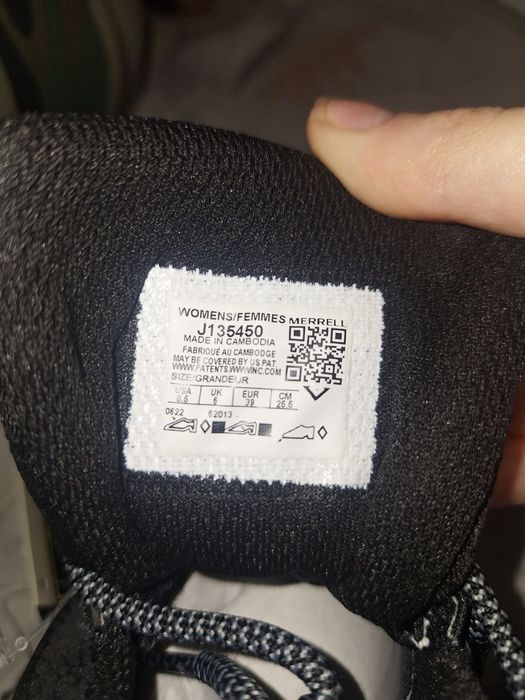 WOMENS/FEMMES MERRELL
J135450
MADE IN CAMBODIA
FABRIQUÉ AU CAMBODGE
MAY BE COVERED BY US PAT.
WWW.PATENTS.WWWINC.COM
SIZE/GRANDEUR
USA UK EUR CM
8.5 6 39 25.5
0622 62013